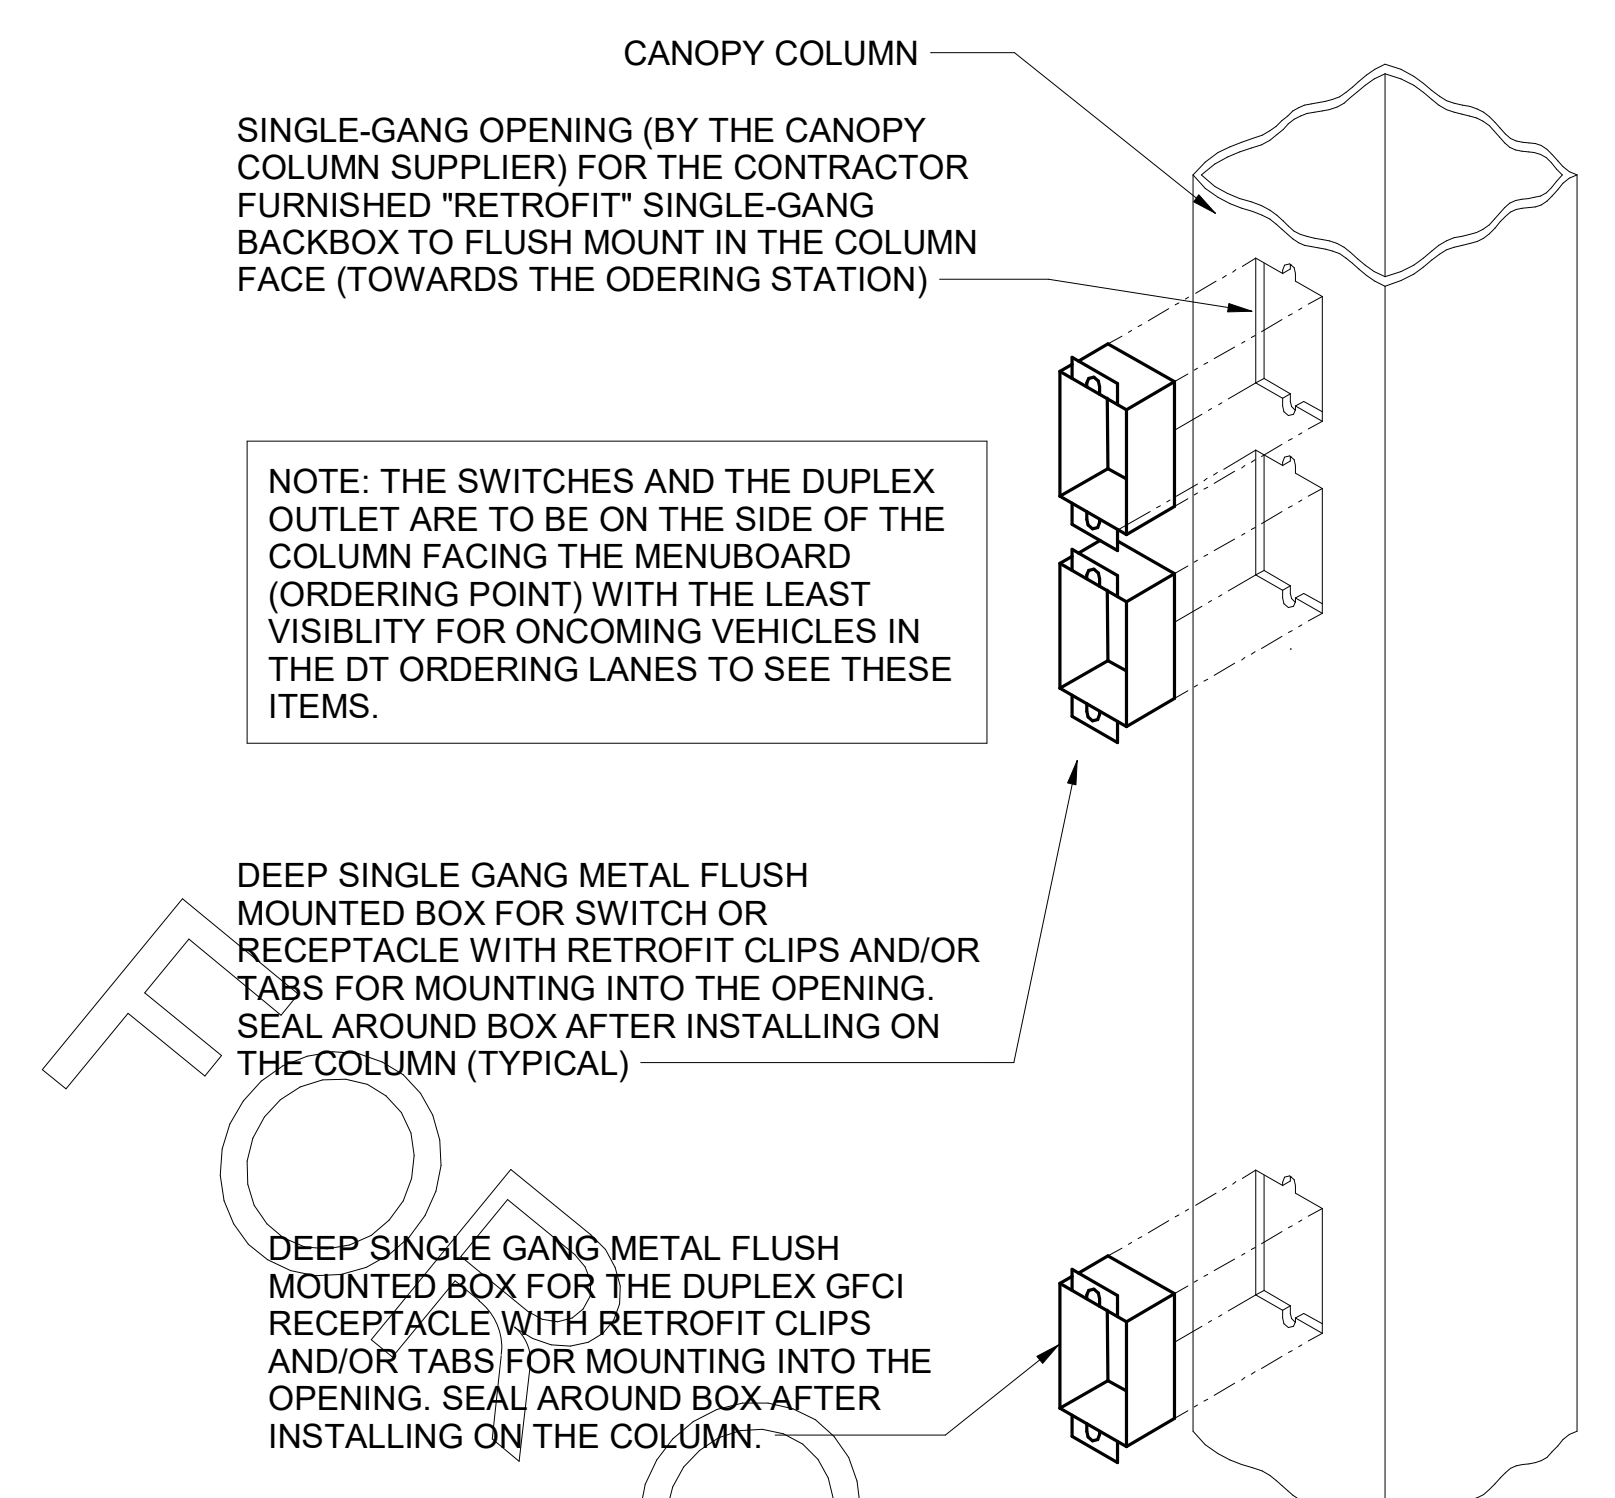 CANOPY COLUMN
SINGLE-GANG OPENING (BY THE CANOPY
COLUMN SUPPLIER) FOR THE CONTRACTOR
FURNISHED "RETROFIT" SINGLE-GANG
BACKBOX TO FLUSH MOUNT IN THE COLUMN
FACE (TOWARDS THE ODERING STATION)
NOTE: THE SWITCHES AND THE DUPLEX
OUTLET ARE TO BE ON THE SIDE OF THE
COLUMN FACING THE MENUBOARD
(ORDERING POINT) WITH THE LEAST
VISIBLITY FOR ONCOMING VEHICLES IN
THE DT ORDERING LANES TO SEE THESE
ITEMS.
DEEP SINGLE GANG METAL FLUSH
MOUNTED BOX FOR SWITCH OR
RECEPTACLE WITH RETROFIT CLIPS AND/OR
TABS FOR MOUNTING INTO THE OPENING.
SEAL AROUND BOX AFTER INSTALLING ON
THE COLUMN (TYPICAL)
DEEP SINGLE GANG METAL FLUSH
MOUNTED BOX FOR THE DUPLEX GFCI
RECEPTACLE WITH RETROFIT CLIPS
AND/OR TABS FOR MOUNTING INTO THE
OPENING. SEAL AROUND BOX AFTER
INSTALLING ON THE COLUMN.
FOR